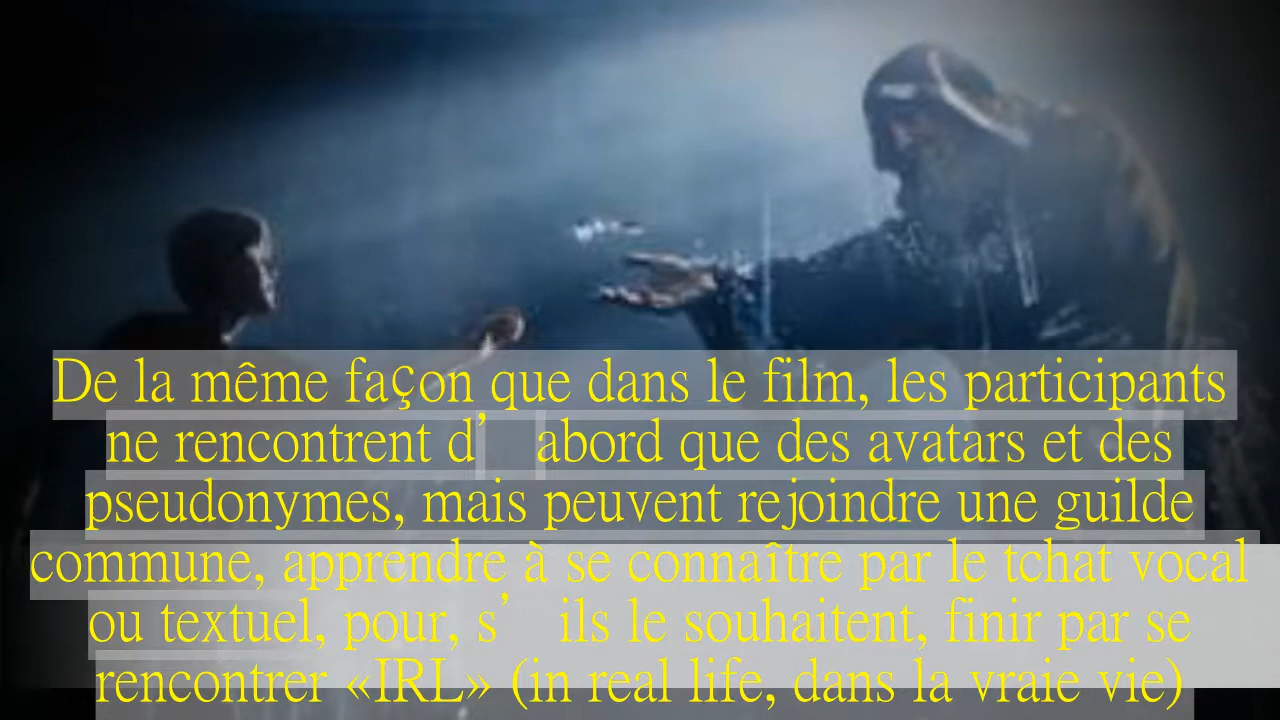 De la même façon que dans le film, les participants
ne rencontrent d’abord que des avatars et des
pseudonymes, mais peuvent rejoindre une guilde
commune, apprendre à se connaître par le tchat vocal
ou textuel, pour, s’ils le souhaitent, finir par se
rencontrer «IRL» (in real life, dans la vraie vie)